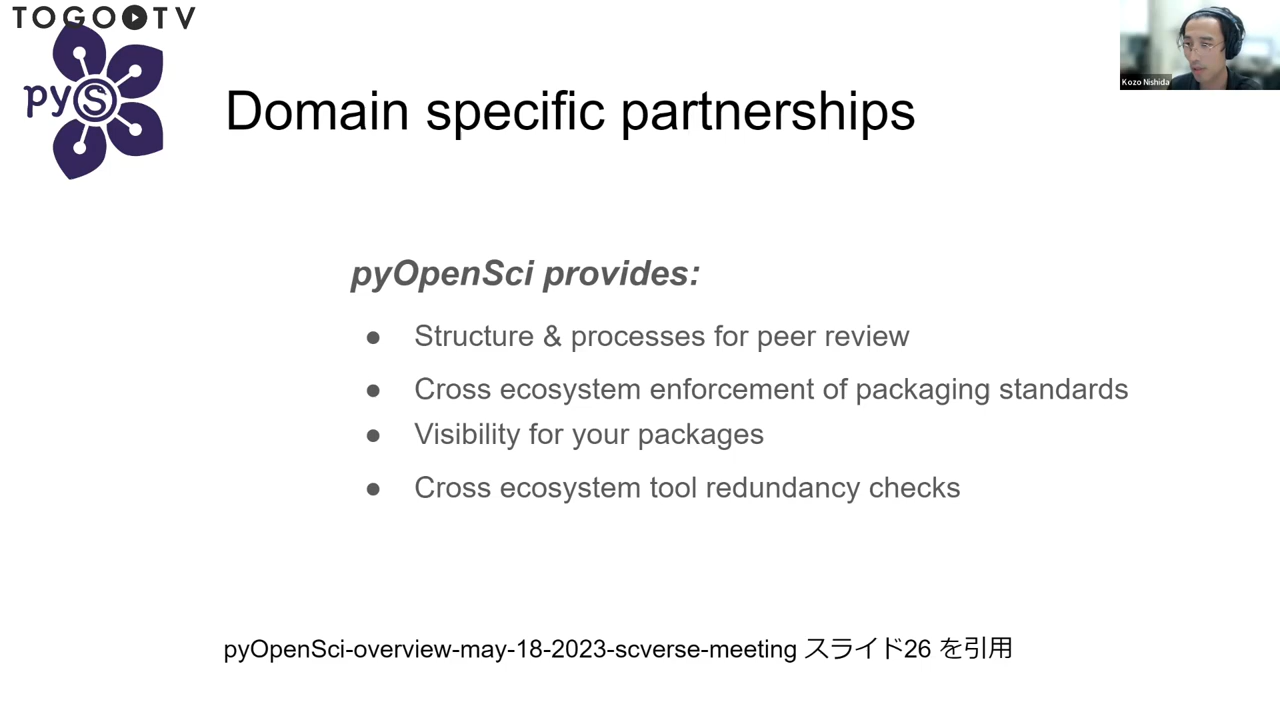 TOGO TV
pyS
Kozo Nishida
Domain specific partnerships
pyOpenSci provides:
● Structure & processes for peer review
● Cross ecosystem enforcement of packaging standards
● Visibility for your packages
● Cross ecosystem tool redundancy checks
pyOpenSci-overview-may-18-2023-scverse-meeting スライド26 を引用